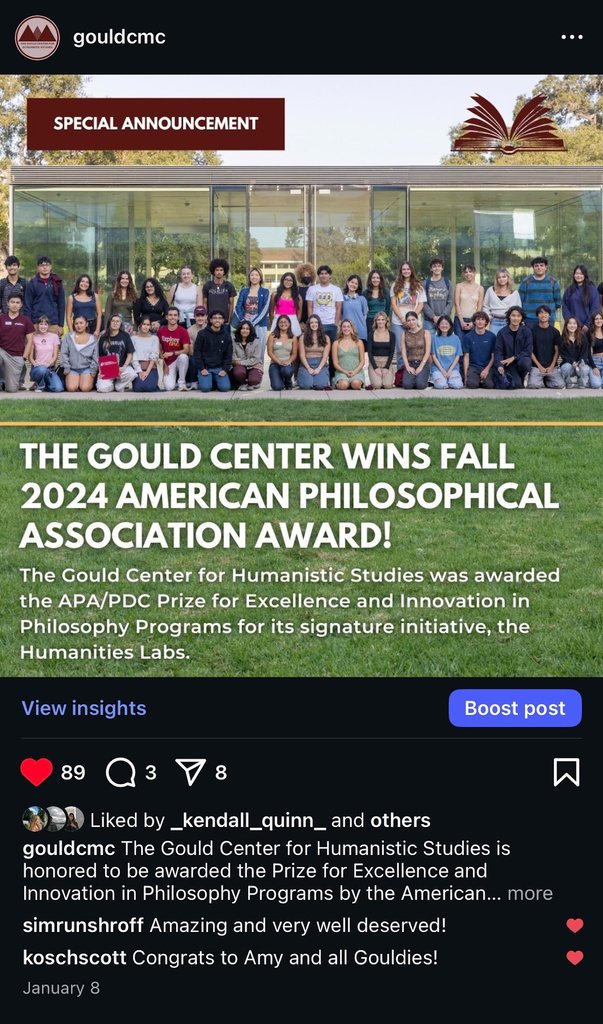 gouldcmc
SPECIAL ANNOUNCEMENT
THE GOULD CENTER WINS FALL
2024 AMERICAN PHILOSOPHICAL
ASSOCIATION AWARD!
The Gould Center for Humanistic Studies was awarded
the APA/PDC Prize for Excellence and Innovation in
Philosophy Programs for its signature initiative, the
Humanities Labs.
View insights
Boost post
89
3
8
Liked by _kendall_quinn_ and others
gouldcmc The Gould Center for Humanistic Studies is
honored to be awarded the Prize for Excellence and
Innovation in Philosophy Programs by the American... more
simrunshroff Amazing and very well deserved!
koschscott Congrats to Amy and all Gouldies!
January 8